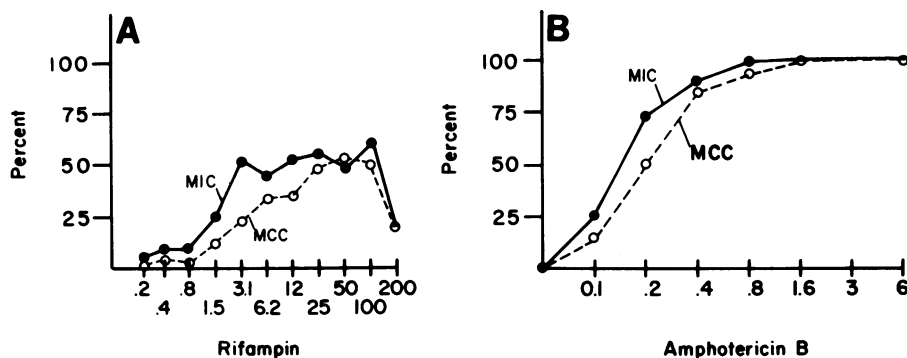 A
100
75
50
25
Percent
MIC
MCC
.2 .8 3.1 12 50 200
.4 1.5 6.2 25 100
Rifampin
B
100
75
50
25
Percent
MIC
MCC
0.1 .2 .4 .8 1.6 3 6
Amphotericin B